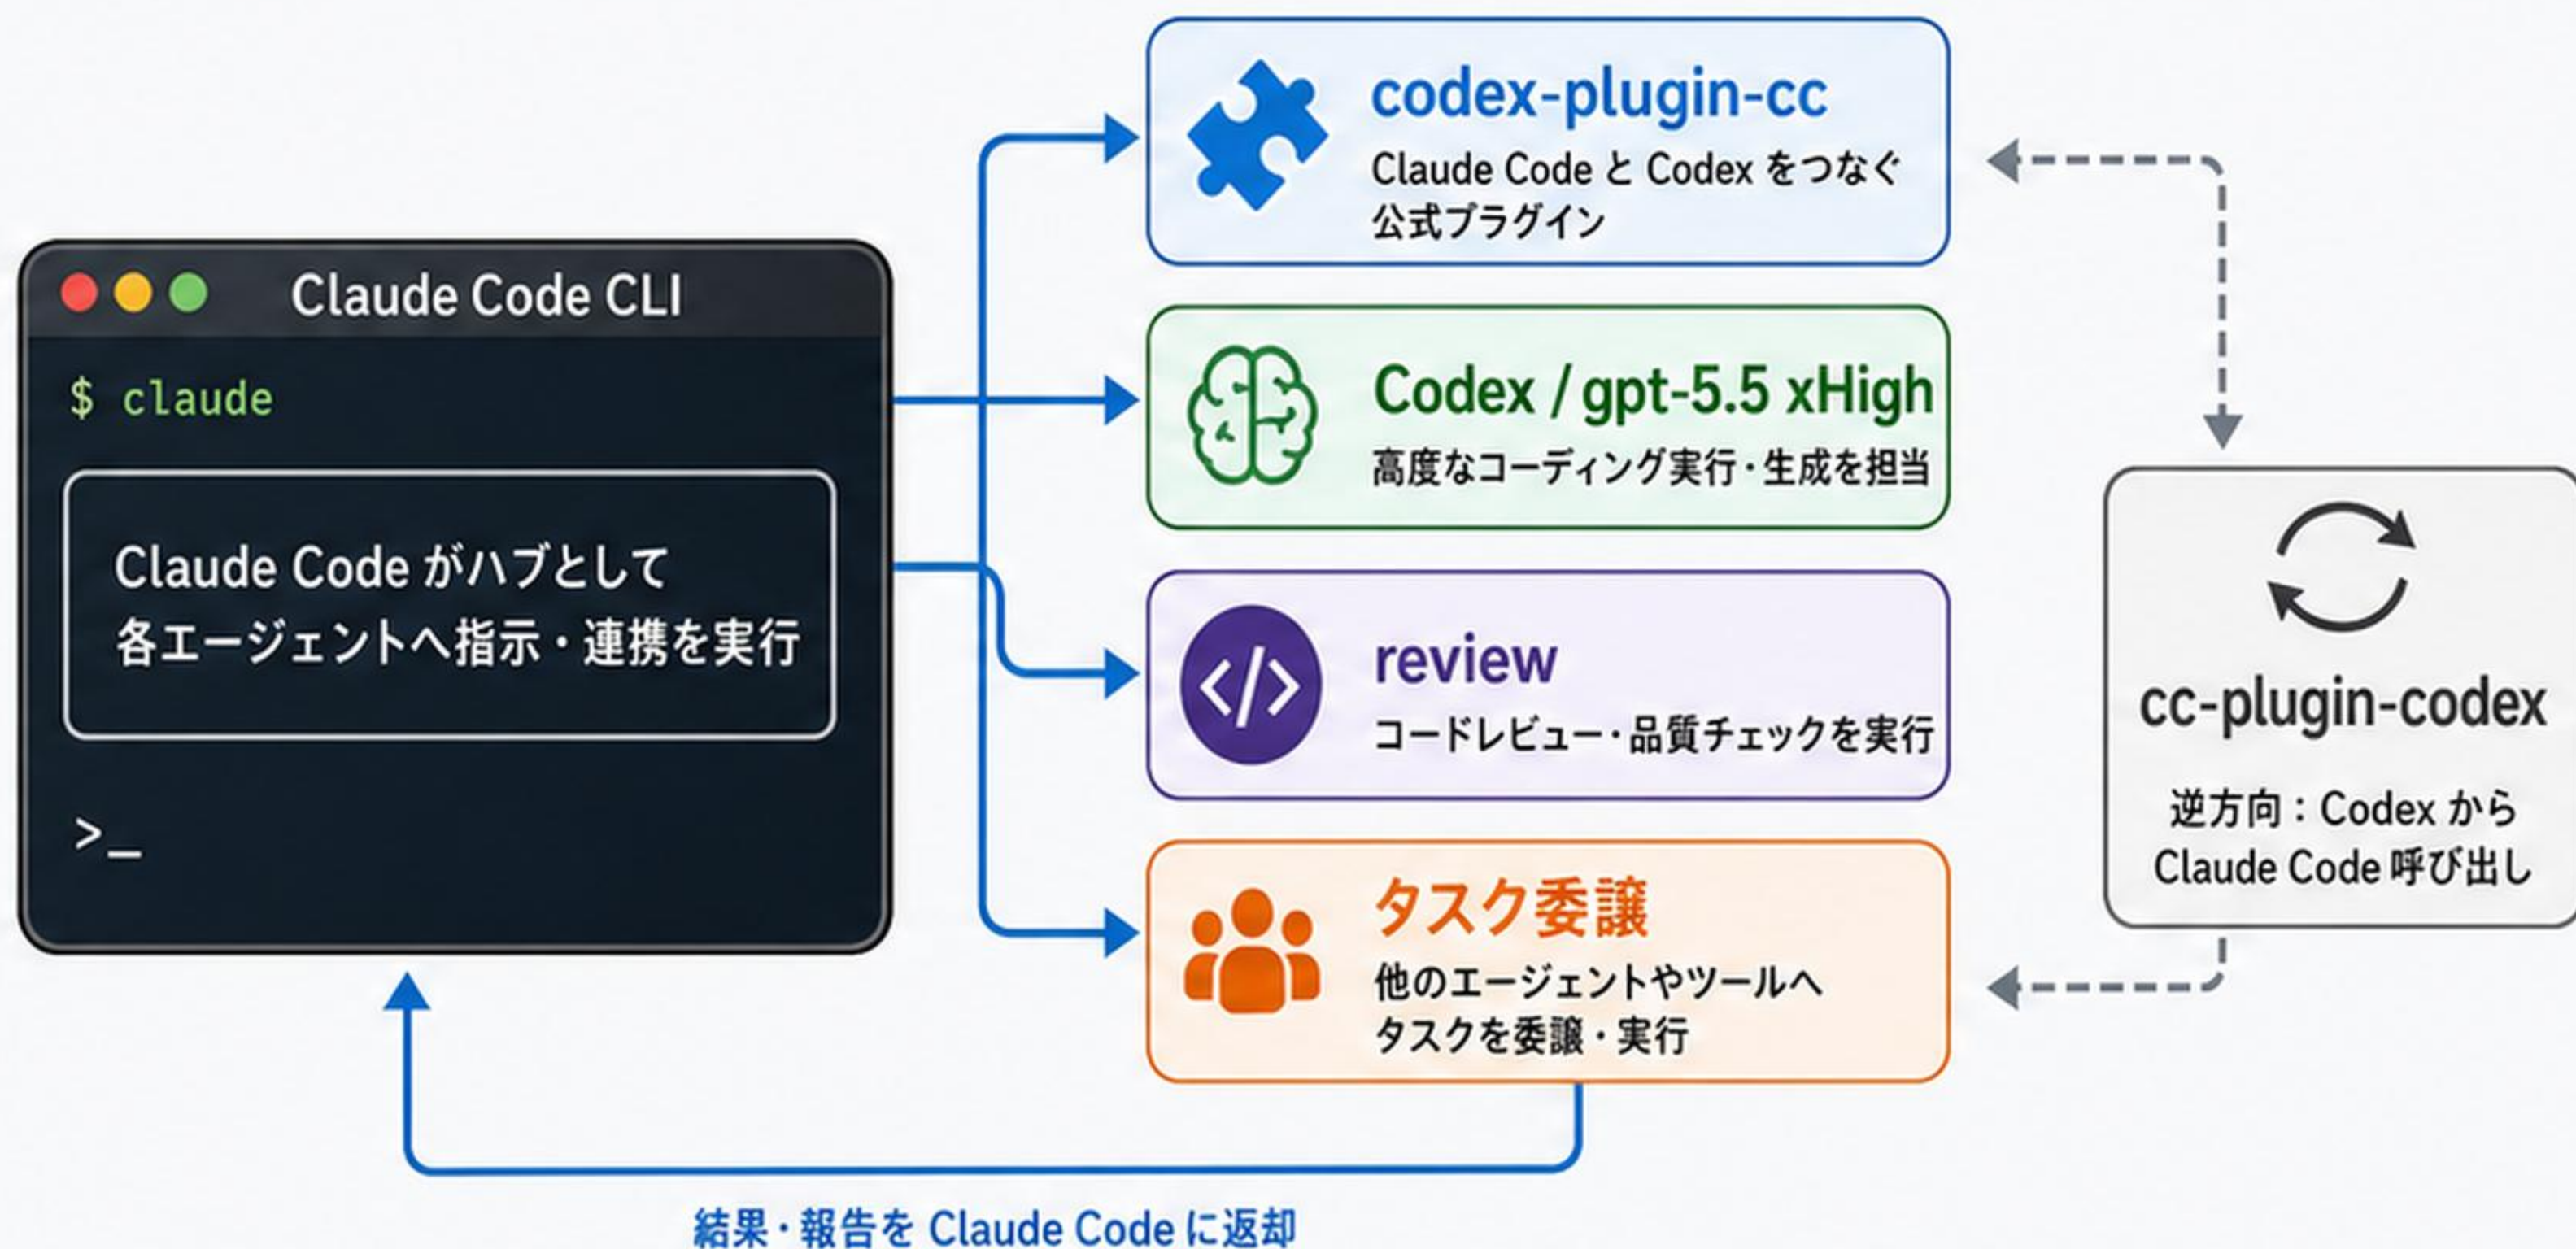 Claude Code CLI
$ claude
Claude Code がハブとして
各エージェントへ指示・連携を実行
>_
codex-plugin-cc
Claude Code と Codex をつなぐ
公式プラグイン
Codex / gpt-5.5 xHigh
高度なコーディング実行・生成を担当
</>
review
コードレビュー・品質チェックを実行
タスク委譲
他のエージェントやツールへ
タスクを委譲・実行
cc-plugin-codex
逆方向：Codex から
Claude Code 呼び出し
結果・報告を Claude Code に返却